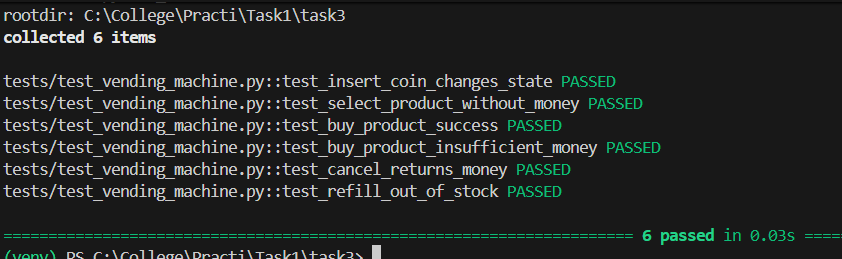 rootdir: C:\College\Practi\Task1\task3
collected 6 items
tests/test_vending_machine.py::test_insert_coin_changes_state PASSED
tests/test_vending_machine.py::test_select_product_without_money PASSED
tests/test_vending_machine.py::test_buy_product_success PASSED
tests/test_vending_machine.py::test_buy_product_insufficient_money PASSED
tests/test_vending_machine.py::test_cancel_returns_money PASSED
tests/test_vending_machine.py::test_refill_out_of_stock PASSED
======================================================================= 6 passed in 0.03s =====
(venv) PS C:\College\Practi\Task1\task3>